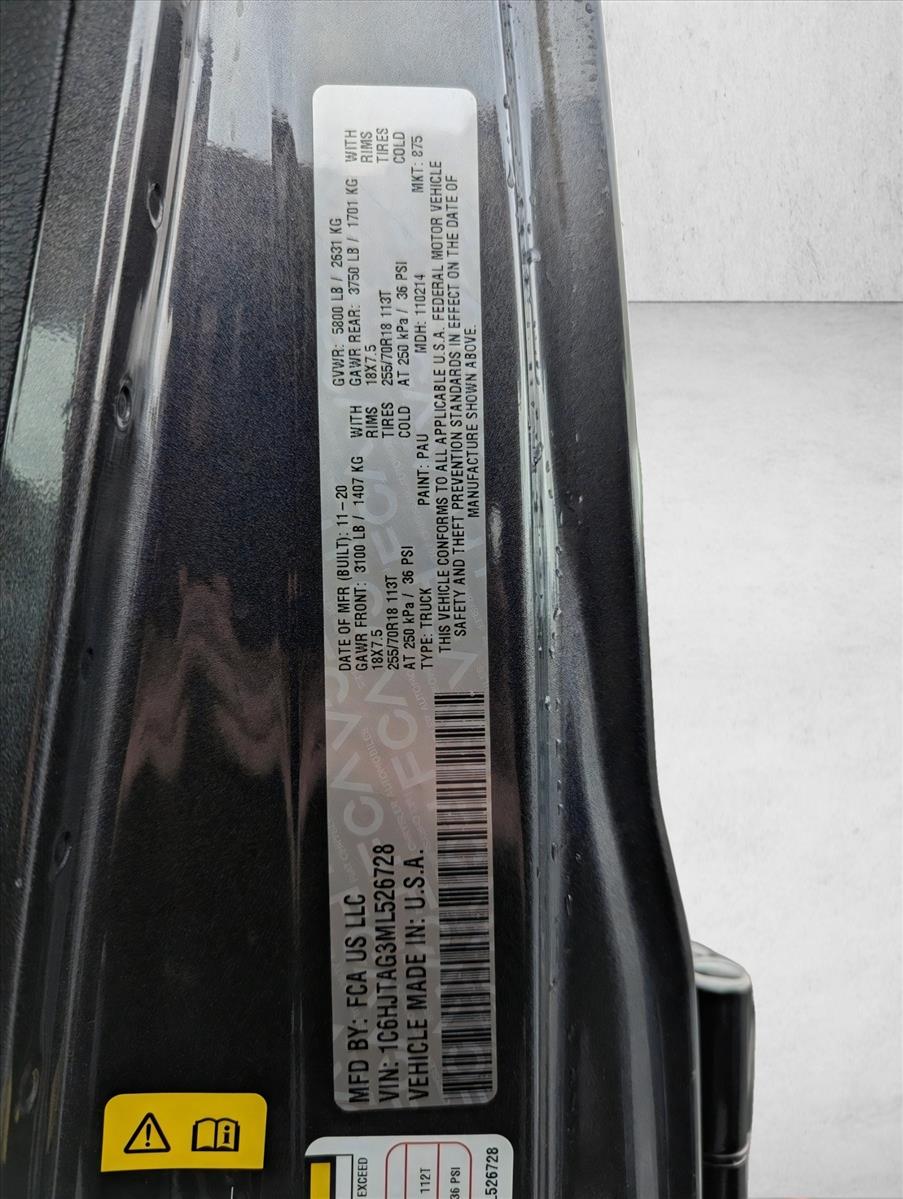 MFD BY: FCA US LLC
VIN: 1C6HJTAG3ML526728
VEHICLE MADE IN: U.S.A.
DATE OF MFR (BUILT): 11-20 GVWR: 5800 LB / 2631 KG
GAWR FRONT: 3100 LB / 1407 KG WITH GAWR REAR: 3750 LB / 1701 KG WITH
18X7.5 RIMS 18X7.5 RIMS
255/70R18 113T TIRES 255/70R18 113T TIRES
AT 250 kPa / 36 PSI COLD AT 250 kPa / 36 PSI COLD
TYPE: TRUCK PAINT: PAU MDH: 110214 MKT: 875
THIS VEHICLE CONFORMS TO ALL APPLICABLE U.S.A. FEDERAL MOTOR VEHICLE
SAFETY AND THEFT PREVENTION STANDARDS IN EFFECT ON THE DATE OF
MANUFACTURE SHOWN ABOVE.
EXCEED
112T
36 PSI
L526728